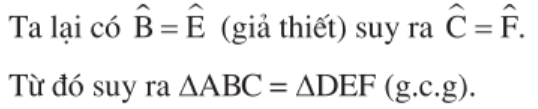 Ta lại có B̂ = Ê (giả thiết) suy ra Ĉ = F̂.
Từ đó suy ra ΔABC = ΔDEF (g.c.g).